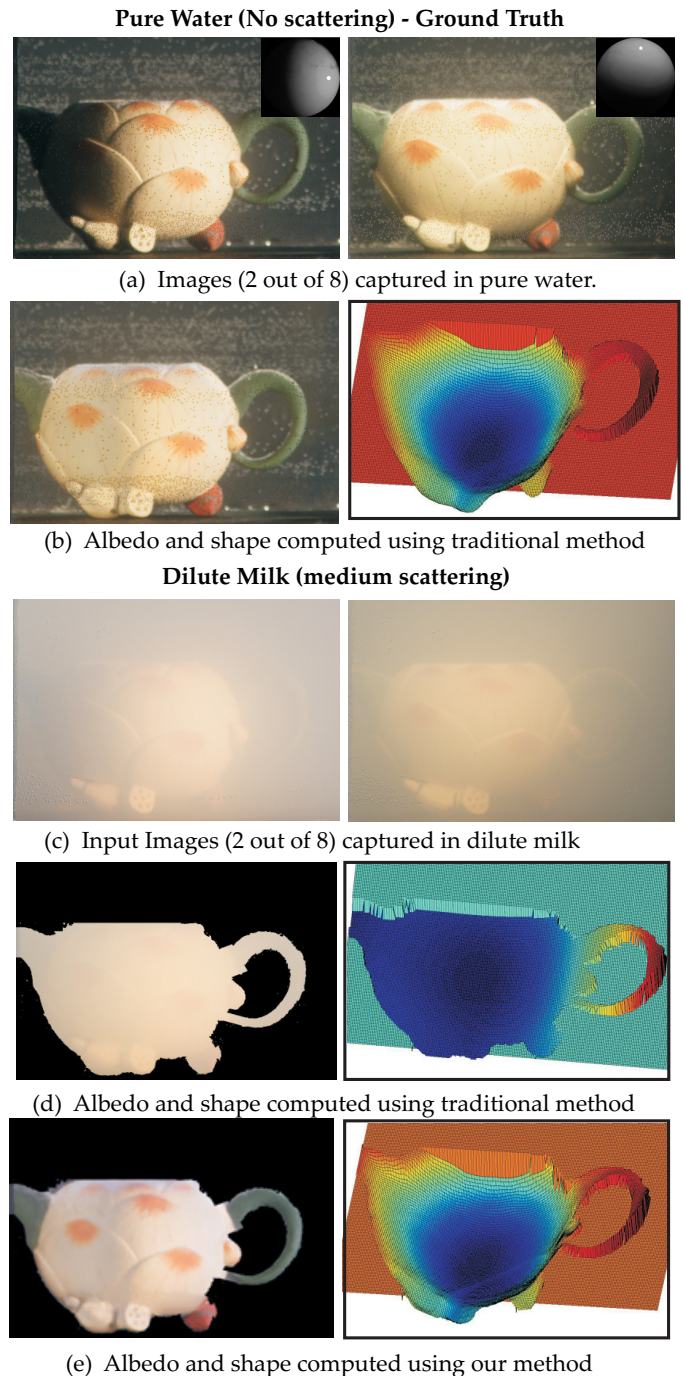 Pure Water (No scattering) - Ground Truth
(a) Images (2 out of 8) captured in pure water.
(b) Albedo and shape computed using traditional method
Dilute Milk (medium scattering)
(c) Input Images (2 out of 8) captured in dilute milk
(d) Albedo and shape computed using traditional method
(e) Albedo and shape computed using our method